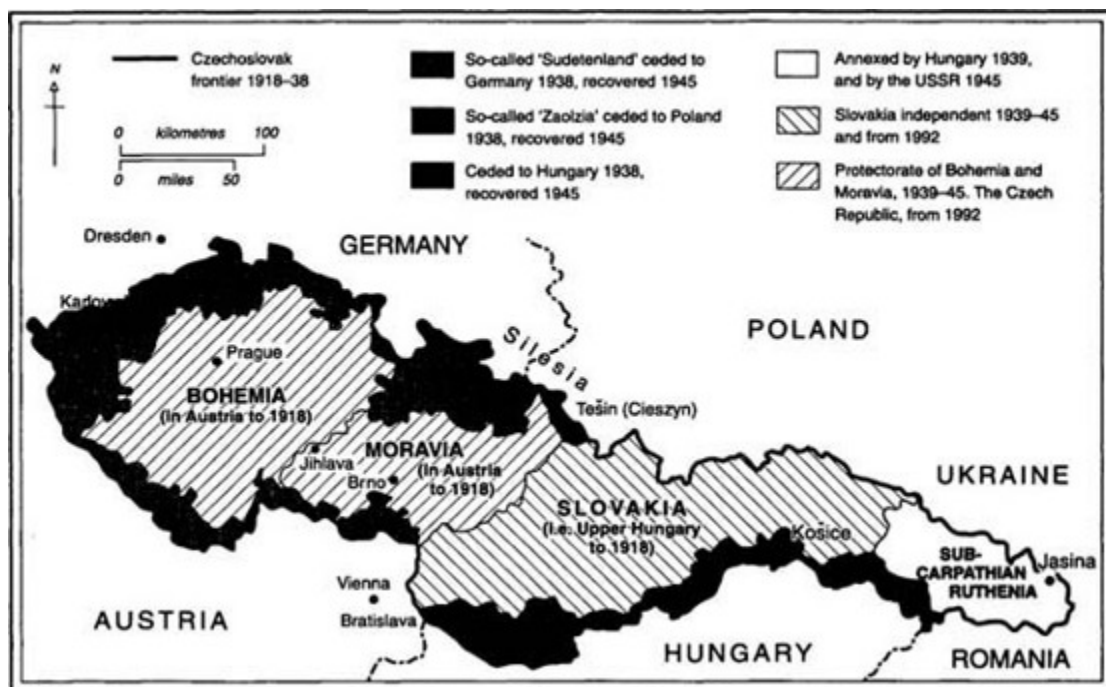 Czechoslovak
frontier 1918–38
N
0 kilometres 100
0 miles 50
So-called 'Sudetenland' ceded to
Germany 1938, recovered 1945
So-called 'Zaolzia' ceded to Poland
1938, recovered 1945
Ceded to Hungary 1938,
recovered 1945
Annexed by Hungary 1939,
and by the USSR 1945
Slovakia independent 1939–45
and from 1992
Protectorate of Bohemia and
Moravia, 1939–45. The Czech
Republic, from 1992
Dresden
GERMANY
POLAND
Silesia
Prague
BOHEMIA
(In Austria to 1918)
Tešin (Cieszyn)
Jihlava
MORAVIA
(In Austria
to 1918)
Brno
UKRAINE
SLOVAKIA
(i.e. Upper Hungary
to 1918)
Košice
SUB-
CARPATHIAN
RUTHENIA
Jasina
Vienna
Bratislava
AUSTRIA
HUNGARY
ROMANIA